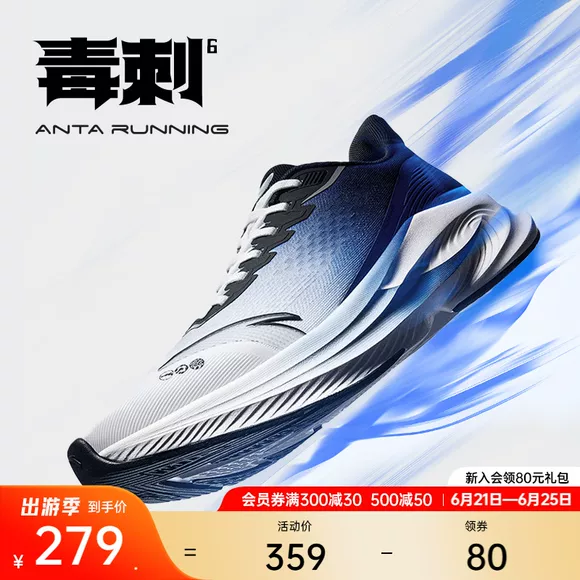 毒刺6
ANTA RUNNING
新入会领80元礼包
出游季 到手价
会员券满300减30 500减50 6月21日—6月25日
活动价 领券
¥279 = 359 - 80